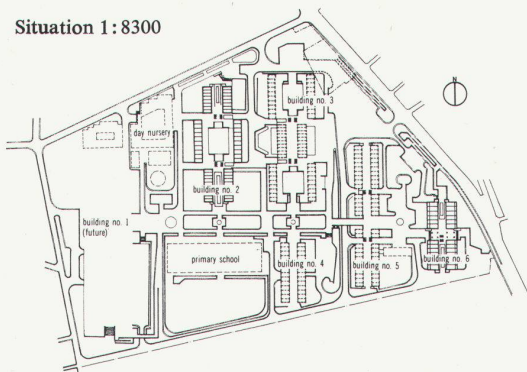 Situation 1:8300
N
building no. 3
day nursery
building no. 2
building no. 1
(future)
primary school
building no. 4
building no. 5
building no. 6